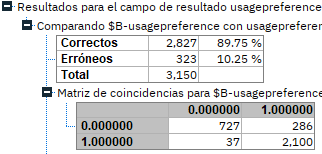 Resultados para el campo de resultado usagepreference
Comparando $B-usagepreference con usagepreferer
Correctos 2,827 89.75 %
Erróneos 323 10.25 %
Total 3,150
Matriz de coincidencias para $B-usagepreference
0.000000 1.000000
0.000000 727 286
1.000000 37 2,100